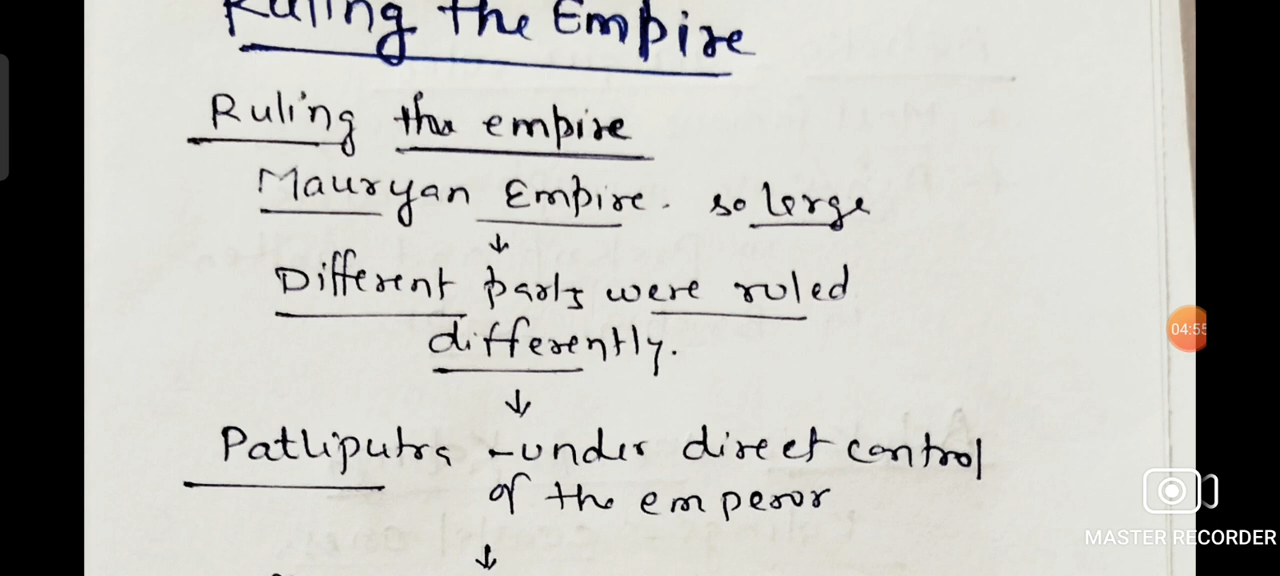 Ruling the Empire
Ruling the empire
Mauryan Empire. so large
↓
Different parts were ruled
differently.
↓
Patliputra - under direct control
of the emperor
↓
04:55
MASTER RECORDER